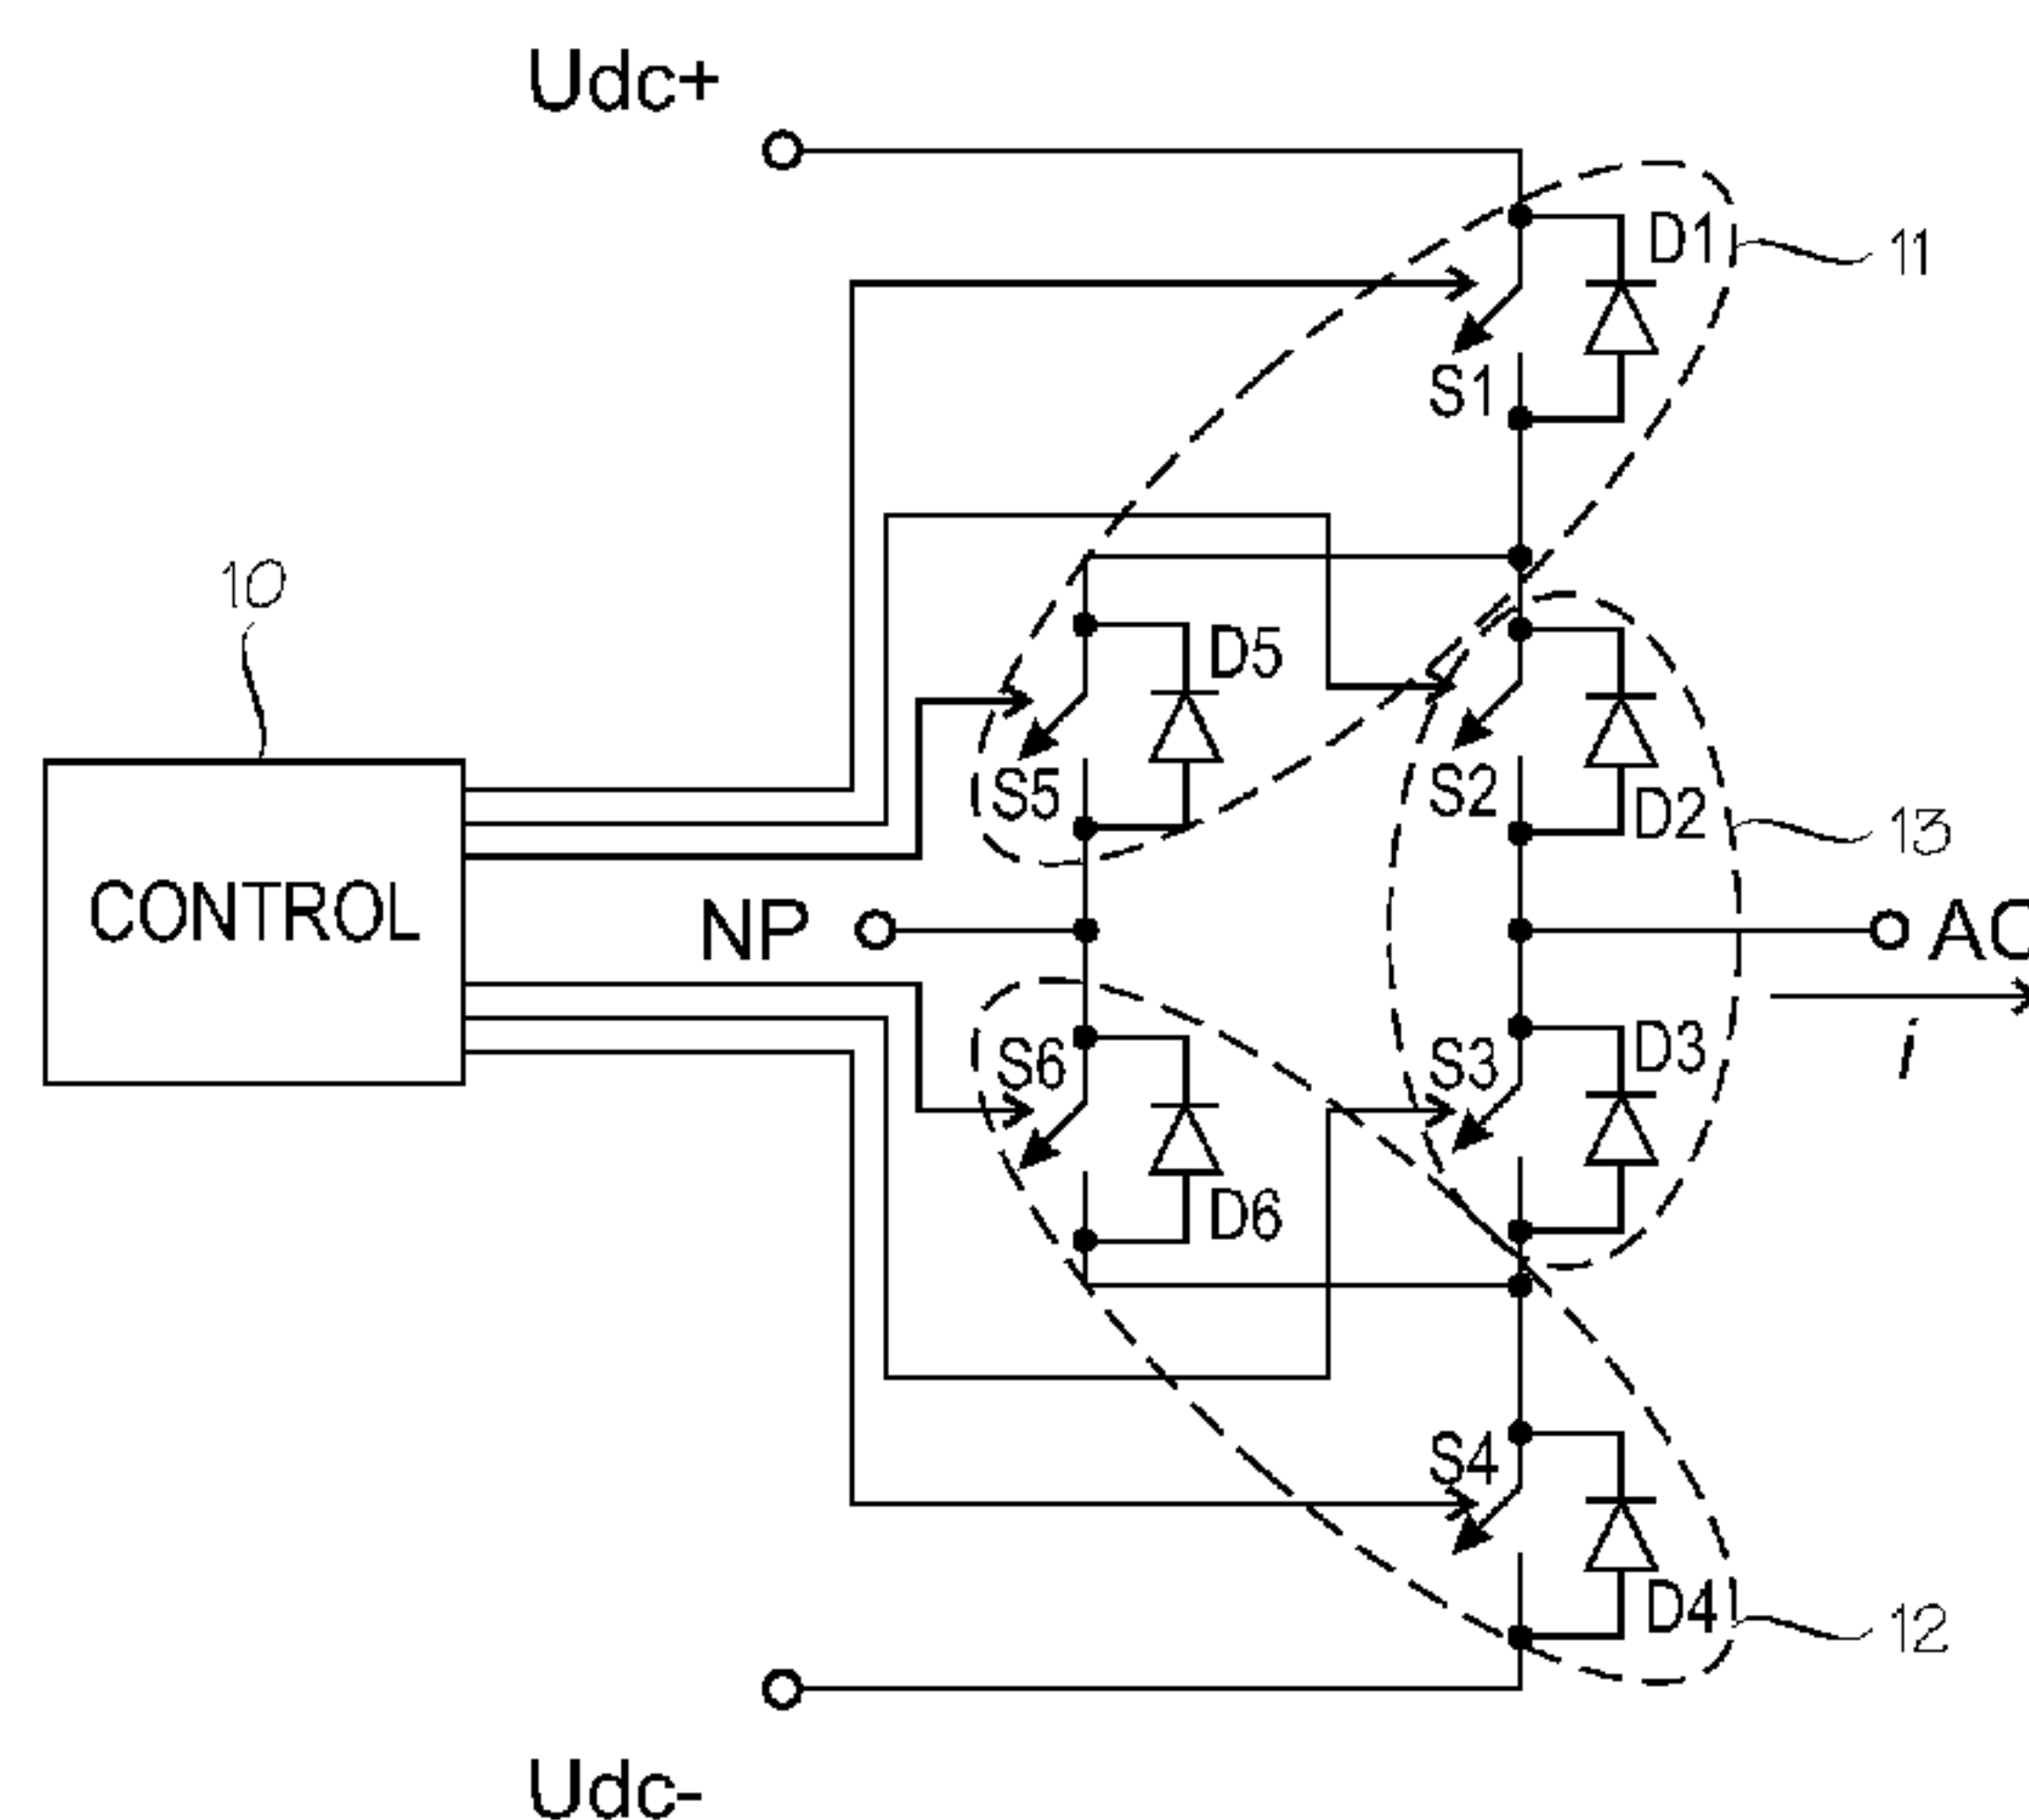 Udc+
D1
11
S1
10
D5
S5
S2
D2
13
CONTROL
NP
AC
i
S6
S3
D3
D6
S4
D4
12
Udc-